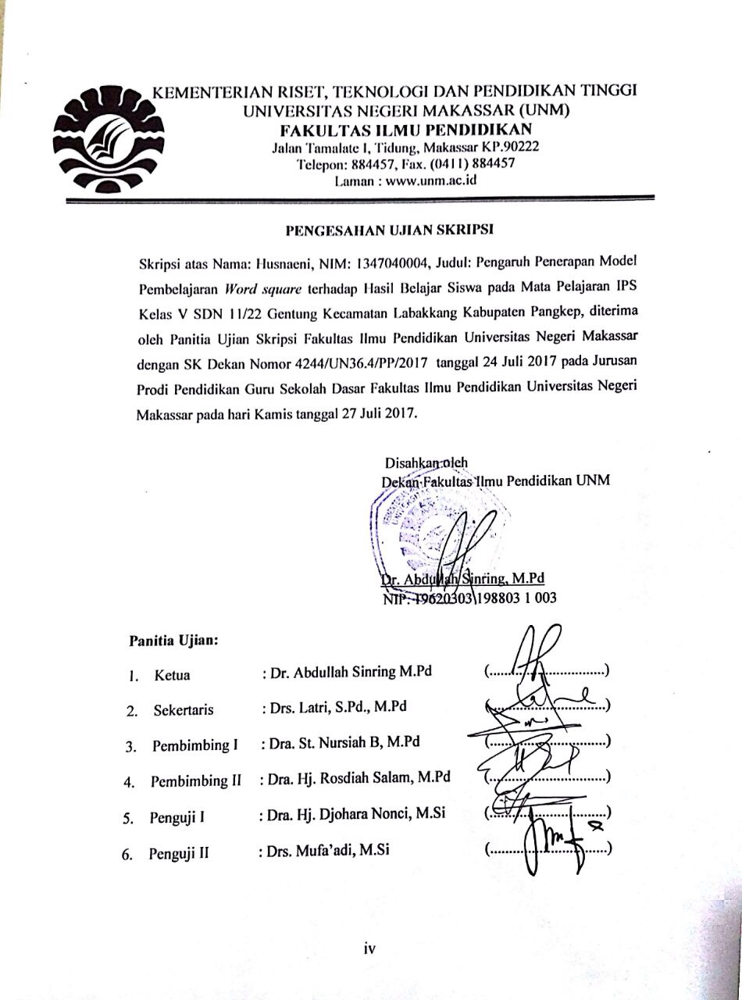 KEMENTERIAN RISET, TEKNOLOGI DAN PENDIDIKAN TINGGI
UNIVERSITAS NEGERI MAKASSAR (UNM)
FAKULTAS ILMU PENDIDIKAN
Jalan Tamalate I, Tidung, Makassar KP.90222
Telepon: 884457, Fax. (0411) 884457
Laman : www.unm.ac.id
PENGESAHAN UJIAN SKRIPSI
Skripsi atas Nama: Husnaeni, NIM: 1347040004, Judul: Pengaruh Penerapan Model
Pembelajaran Word square terhadap Hasil Belajar Siswa pada Mata Pelajaran IPS
Kelas V SDN 11/22 Gentung Kecamatan Labakkang Kabupaten Pangkep, diterima
oleh Panitia Ujian Skripsi Fakultas Ilmu Pendidikan Universitas Negeri Makassar
dengan SK Dekan Nomor 4244/UN36.4/PP/2017 tanggal 24 Juli 2017 pada Jurusan
Prodi Pendidikan Guru Sekolah Dasar Fakultas Ilmu Pendidikan Universitas Negeri
Makassar pada hari Kamis tanggal 27 Juli 2017.
Disahkan oleh
Dekan Fakultas Ilmu Pendidikan UNM
Dr. Abdullah Sinring, M.Pd
NIP. 19620303 198803 1 003
Panitia Ujian:
1. Ketua : Dr. Abdullah Sinring M.Pd (..............................)
2. Sekertaris : Drs. Latri, S.Pd., M.Pd (..............................)
3. Pembimbing I : Dra. St. Nursiah B, M.Pd (..............................)
4. Pembimbing II : Dra. Hj. Rosdiah Salam, M.Pd (..............................)
5. Penguji I : Dra. Hj. Djohara Nonci, M.Si (..............................)
6. Penguji II : Drs. Mufa'adi, M.Si (..............................)
iv